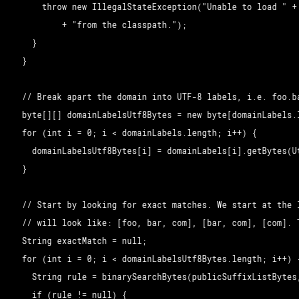 throw new IllegalStateException("Unable to load " +
+ "from the classpath.");
}
}
// Break apart the domain into UTF-8 labels, i.e. foo.ba
byte[][] domainLabelsUtf8Bytes = new byte[domainLabels.l
for (int i = 0; i < domainLabels.length; i++) {
domainLabelsUtf8Bytes[i] = domainLabels[i].getBytes(Ut
}
// Start by looking for exact matches. We start at the l
// will look like: [foo, bar, com], [bar, com], [com]. T
String exactMatch = null;
for (int i = 0; i < domainLabelsUtf8Bytes.length; i++) {
String rule = binarySearchBytes(publicSuffixListBytes,
if (rule != null) {